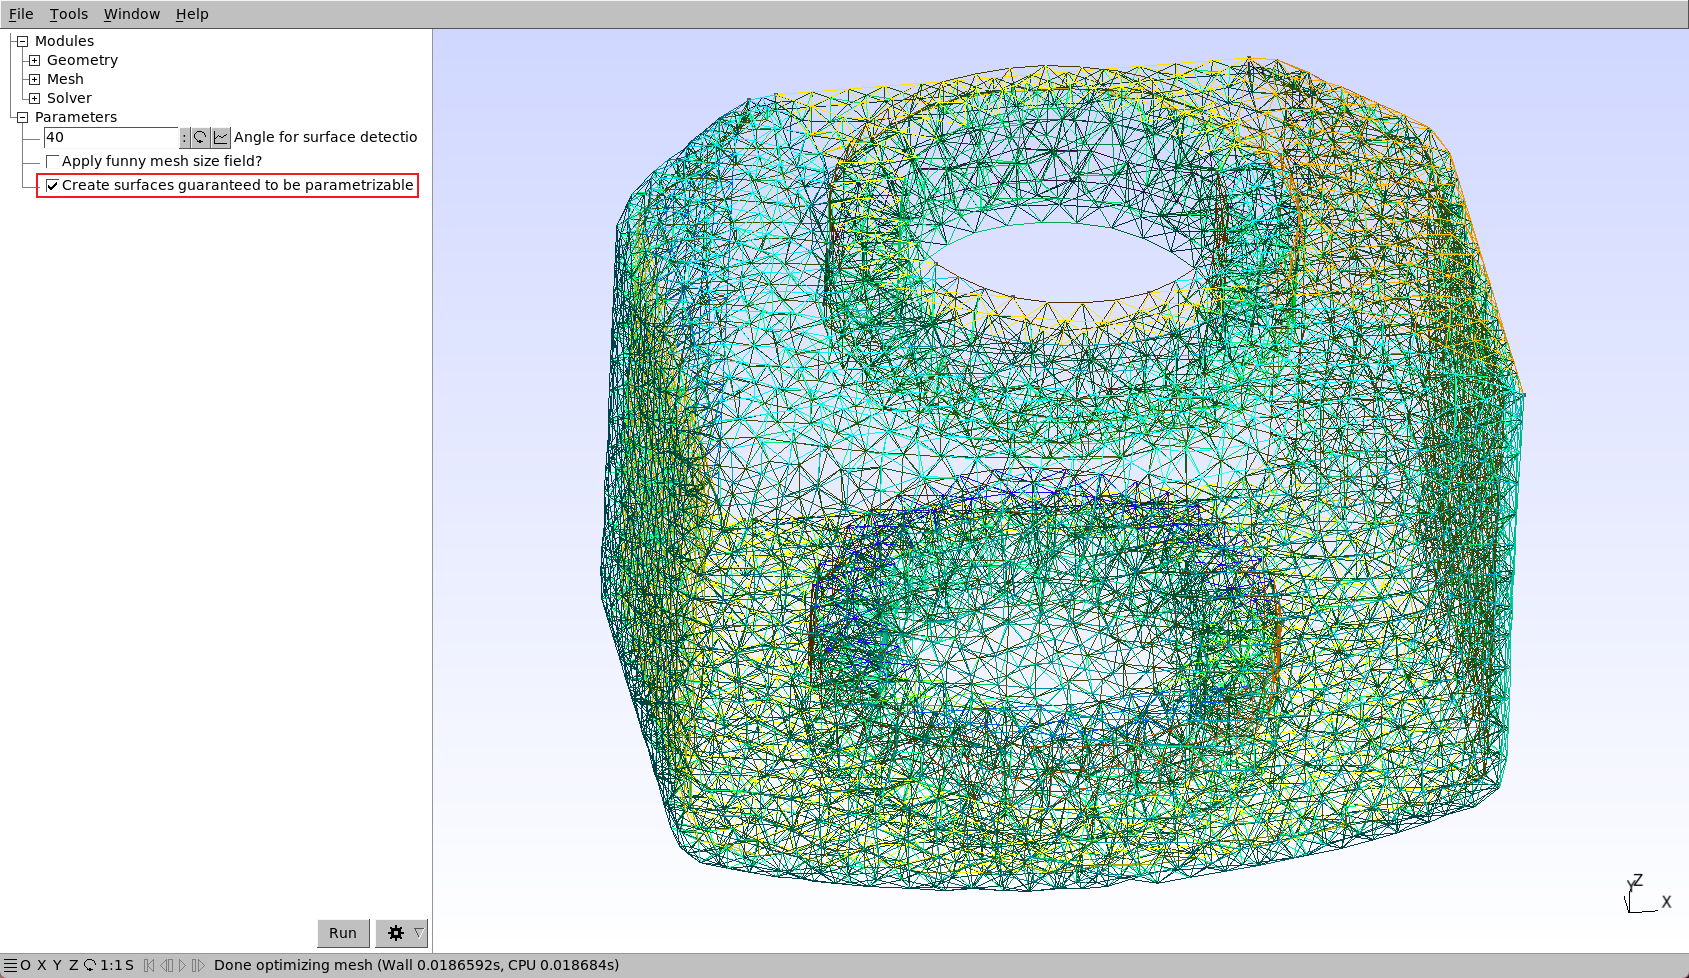 File Tools Window Help
Modules
Geometry
Mesh
Solver
Parameters
40 : Angle for surface detectio
Apply funny mesh size field?
Create surfaces guaranteed to be parametrizable
Y Z
X
Run
O X Y Z 1:1 S Done optimizing mesh (Wall 0.0186592s, CPU 0.018684s)